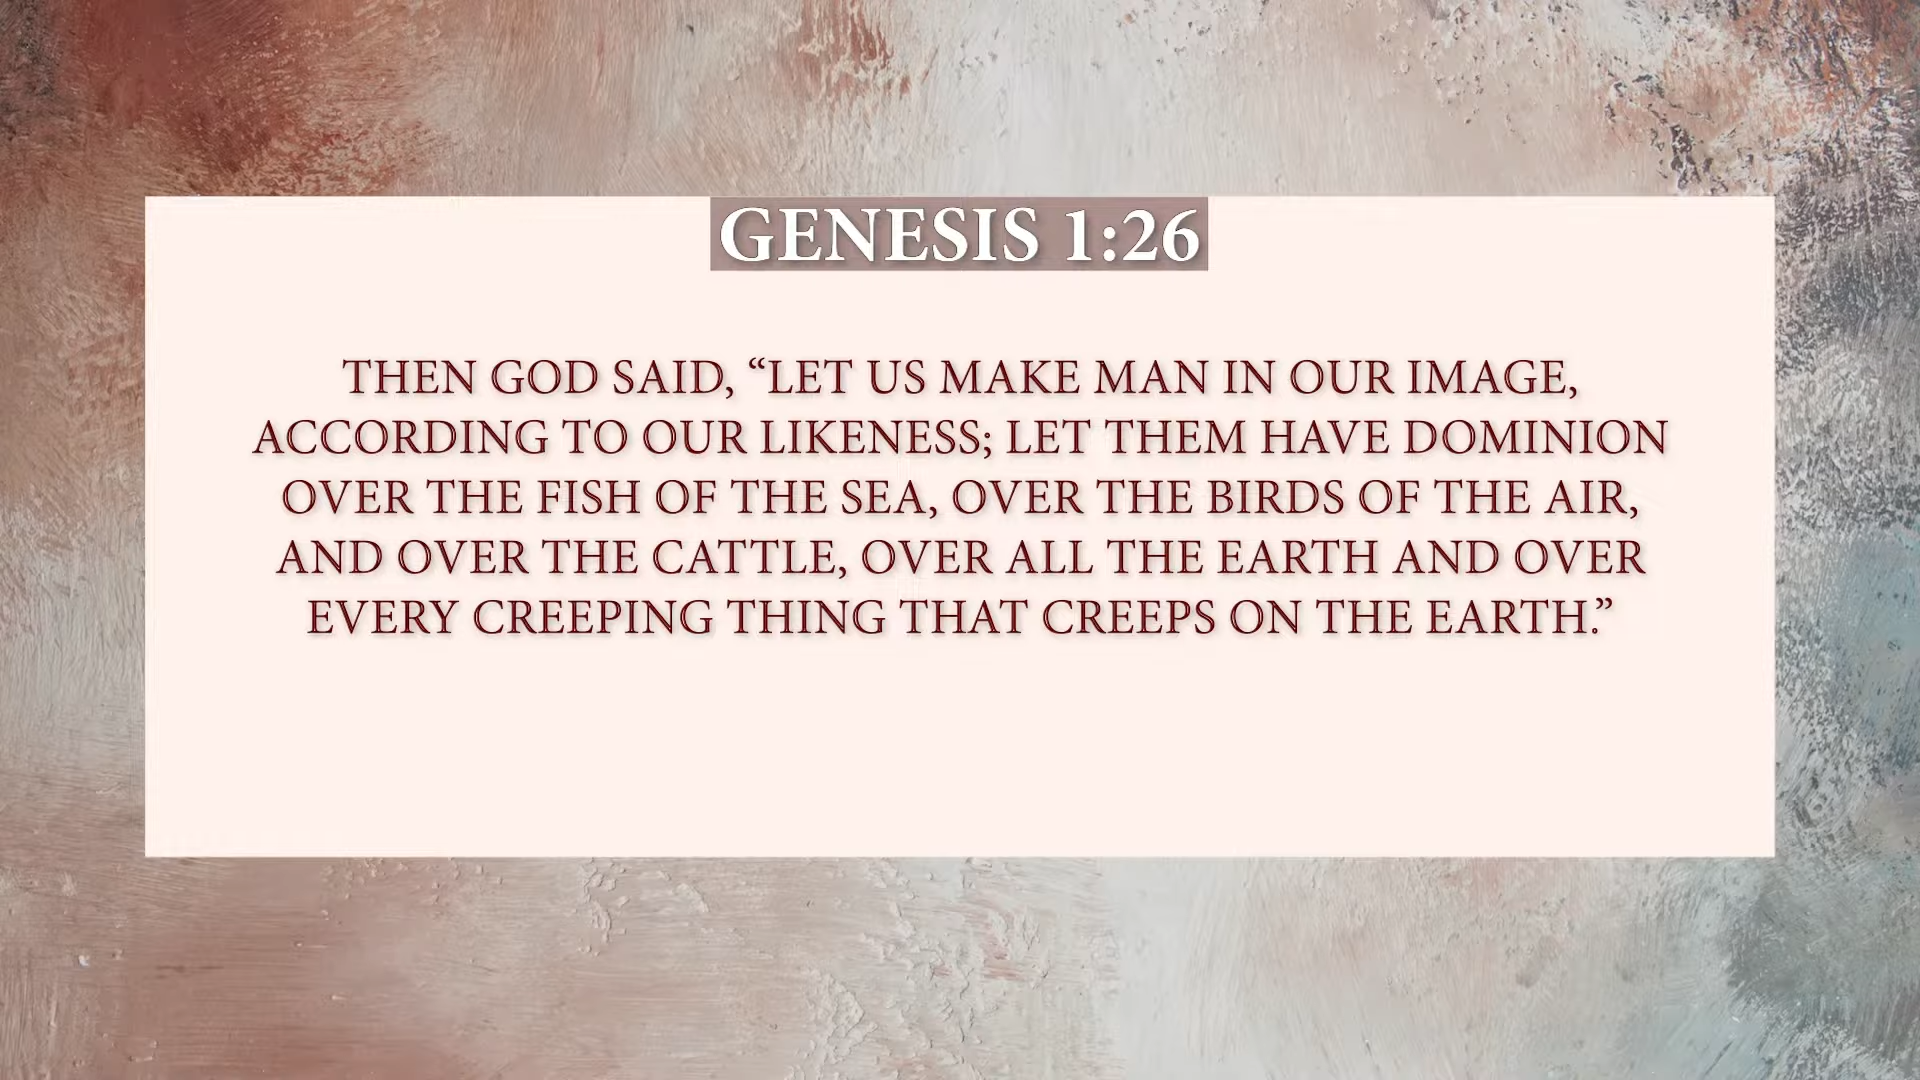 GENESIS 1:26
THEN GOD SAID, “LET US MAKE MAN IN OUR IMAGE,
ACCORDING TO OUR LIKENESS; LET THEM HAVE DOMINION
OVER THE FISH OF THE SEA, OVER THE BIRDS OF THE AIR,
AND OVER THE CATTLE, OVER ALL THE EARTH AND OVER
EVERY CREEPING THING THAT CREEPS ON THE EARTH.”